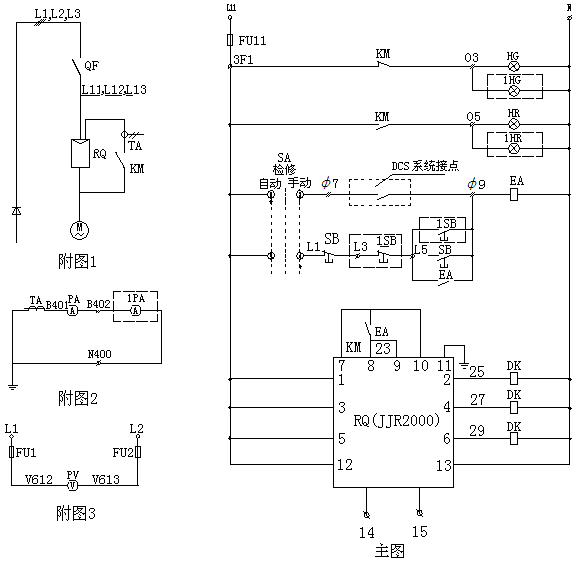 L1,L2,L3
QF
L11,L12,L13
TA
RQ
KM
M
附图1
TA
B401
PA
A
B402
1PA
A
N400
附图2
L1
L2
FU1
FU2
V612
PV
V
V613
附图3
L11
N
FU11
3F1
KM
03
HG
1HG
KM
05
HR
1HR
SA
检修
自动
手动
φ7
DCS系统接点
φ9
EA
L1
SB
L3
1SB
L5
1SB
SB
EA
EA
KM
23
7
8
9
10
11
1
2
25
DK
3
4
27
DK
RQ(JJR2000)
5
6
29
DK
12
13
14
15
主图